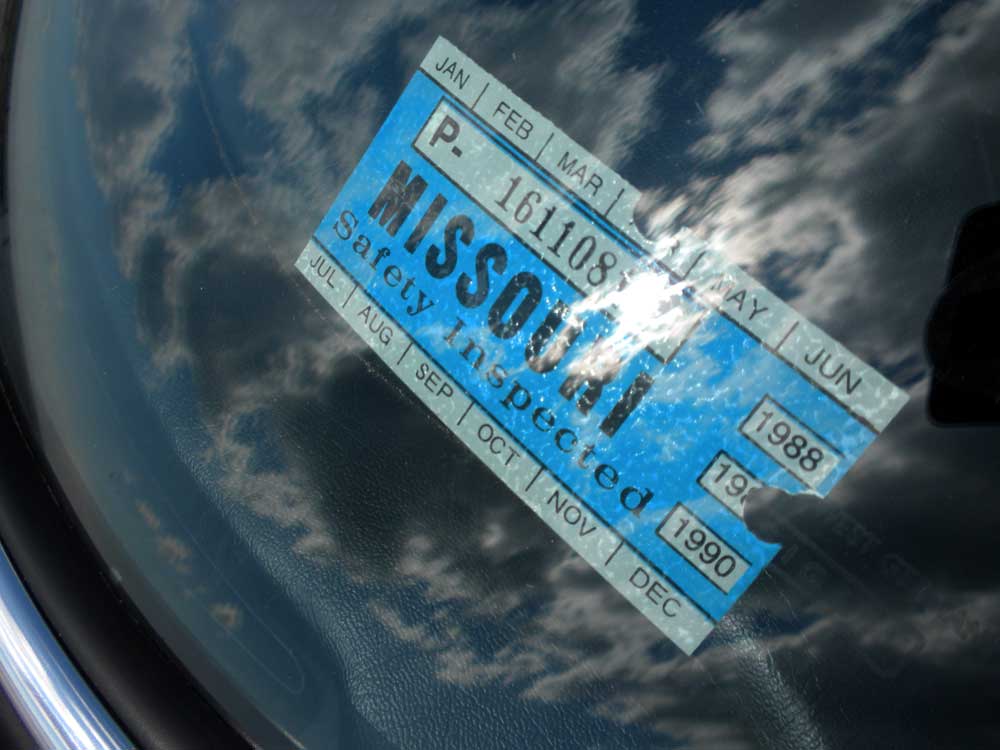 JAN | FEB | MAR | MAY | JUN
P- 161108
MISSOURI
Safety Inspected
1988
1990
JUL | AUG | SEP | OCT | NOV | DEC